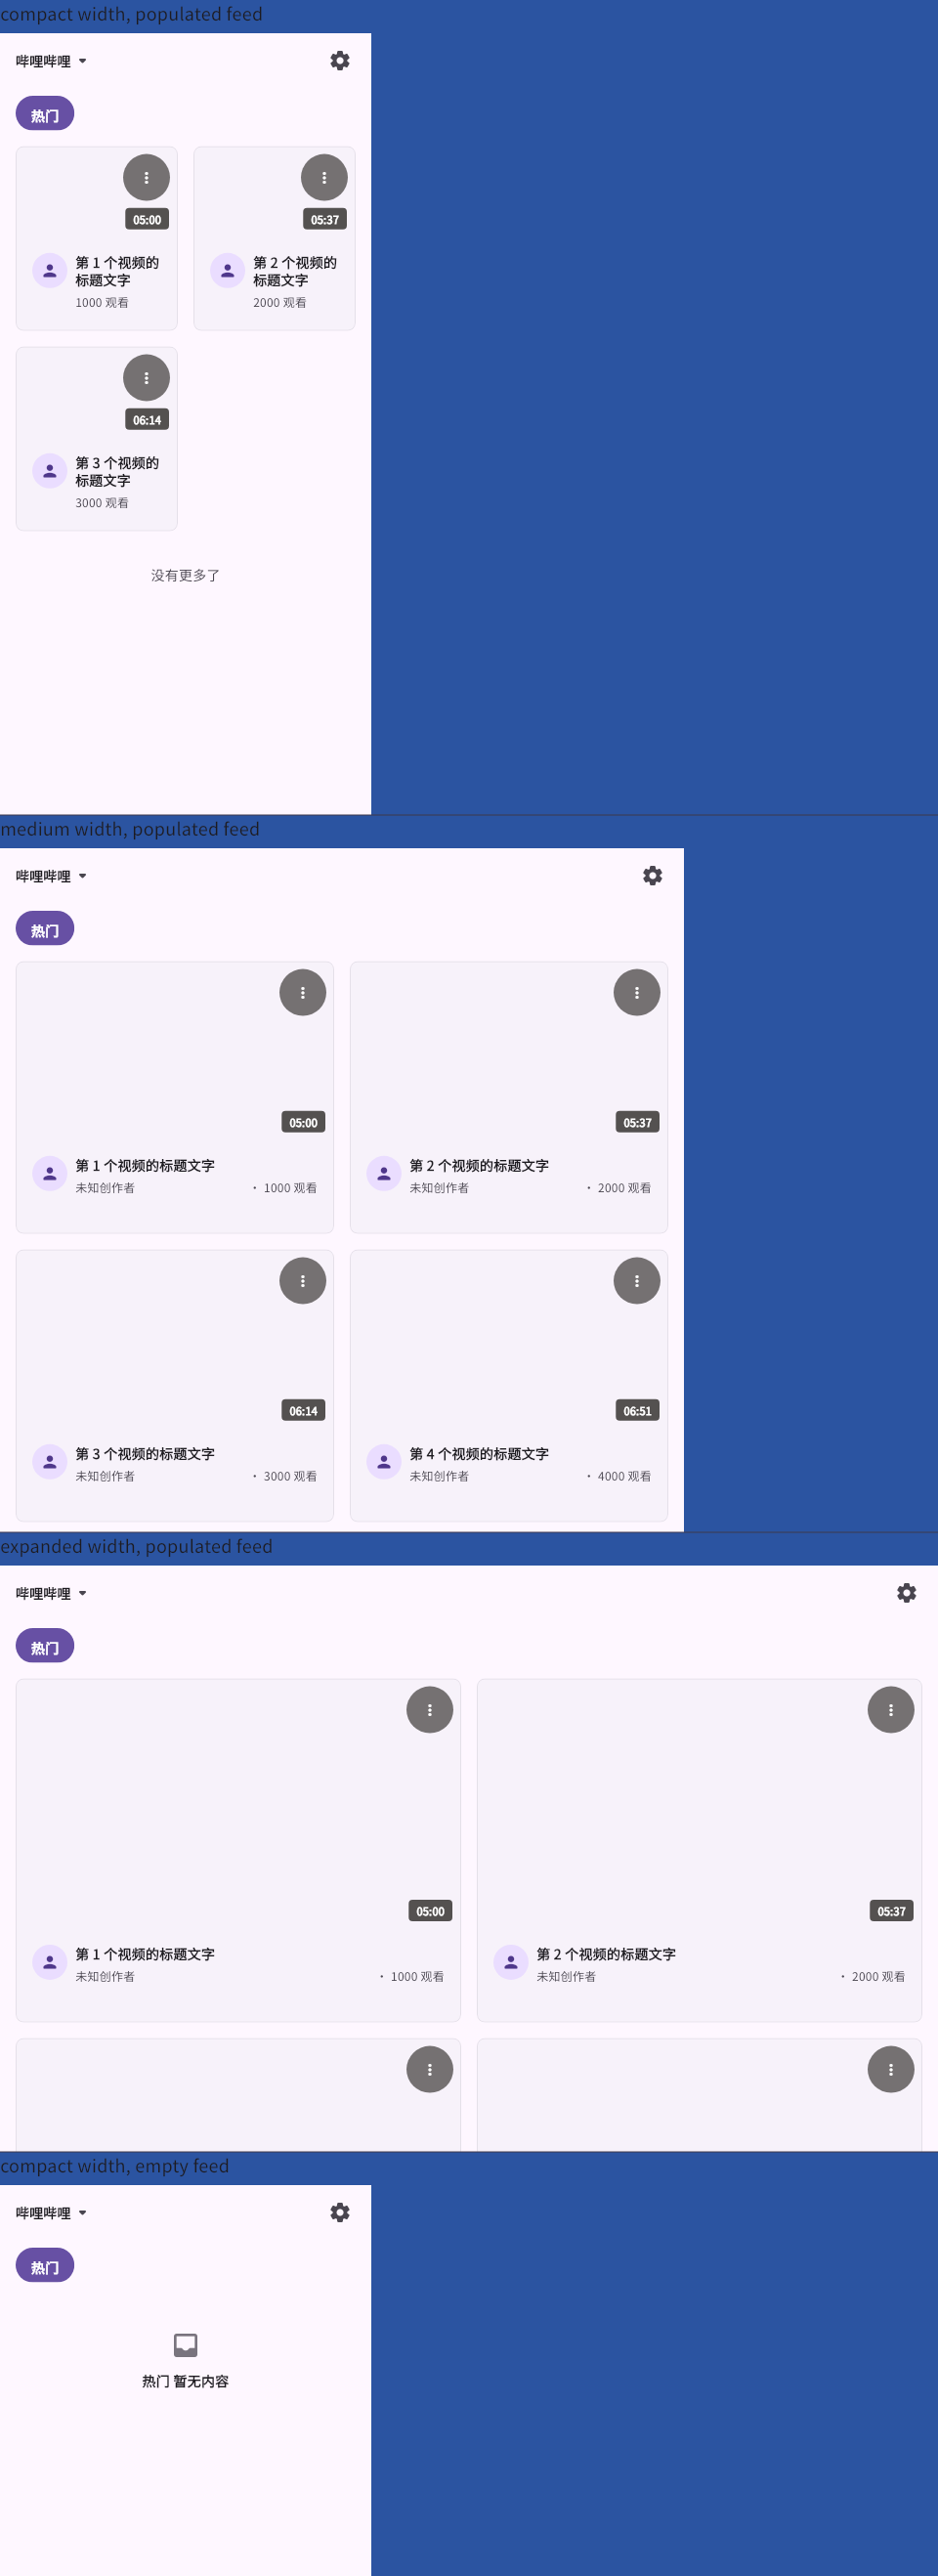 compact width, populated feed
哔哩哔哩
热门
05:00
05:37
第 1 个视频的
标题文字
1000 观看
第 2 个视频的
标题文字
2000 观看
06:14
第 3 个视频的
标题文字
3000 观看
没有更多了
medium width, populated feed
哔哩哔哩
热门
05:00
05:37
第 1 个视频的标题文字
未知创作者 · 1000 观看
第 2 个视频的标题文字
未知创作者 · 2000 观看
06:14
06:51
第 3 个视频的标题文字
未知创作者 · 3000 观看
第 4 个视频的标题文字
未知创作者 · 4000 观看
expanded width, populated feed
哔哩哔哩
热门
05:00
05:37
第 1 个视频的标题文字
未知创作者 · 1000 观看
第 2 个视频的标题文字
未知创作者 · 2000 观看
compact width, empty feed
哔哩哔哩
热门
热门 暂无内容